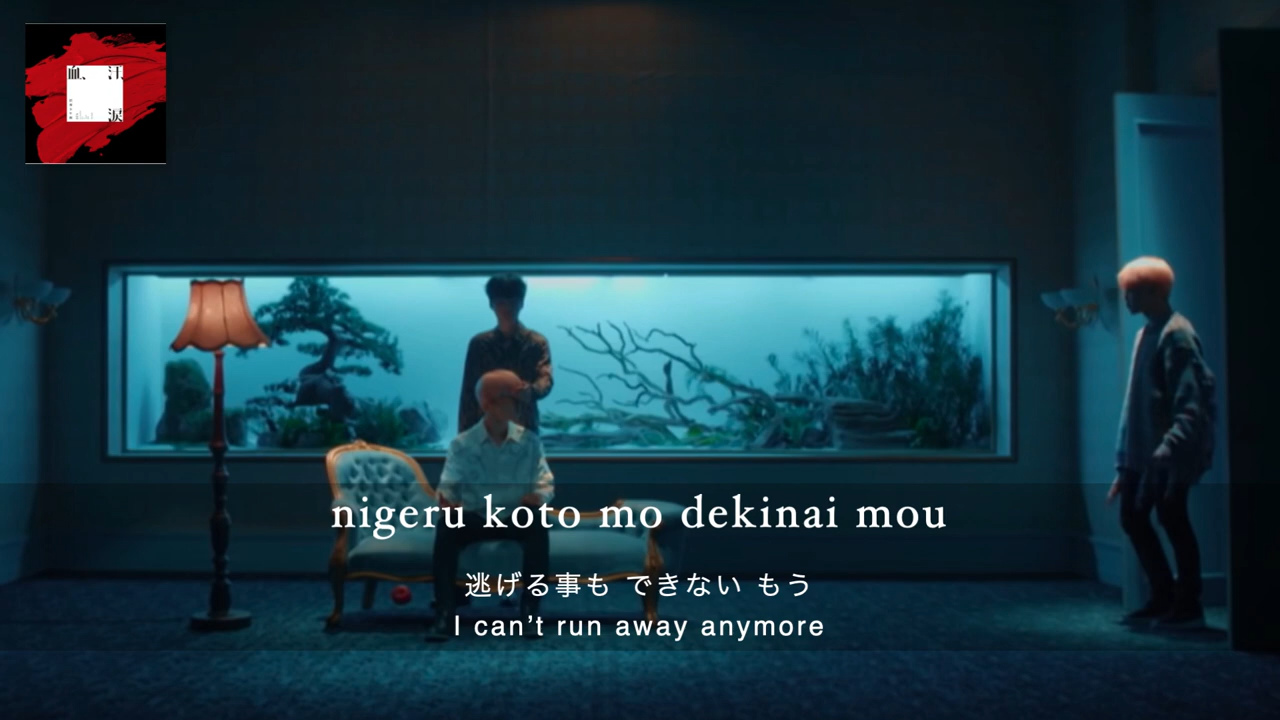 血、汗、
涙
nigeru koto mo dekinai mou
逃げる事も できない もう
I can't run away anymore